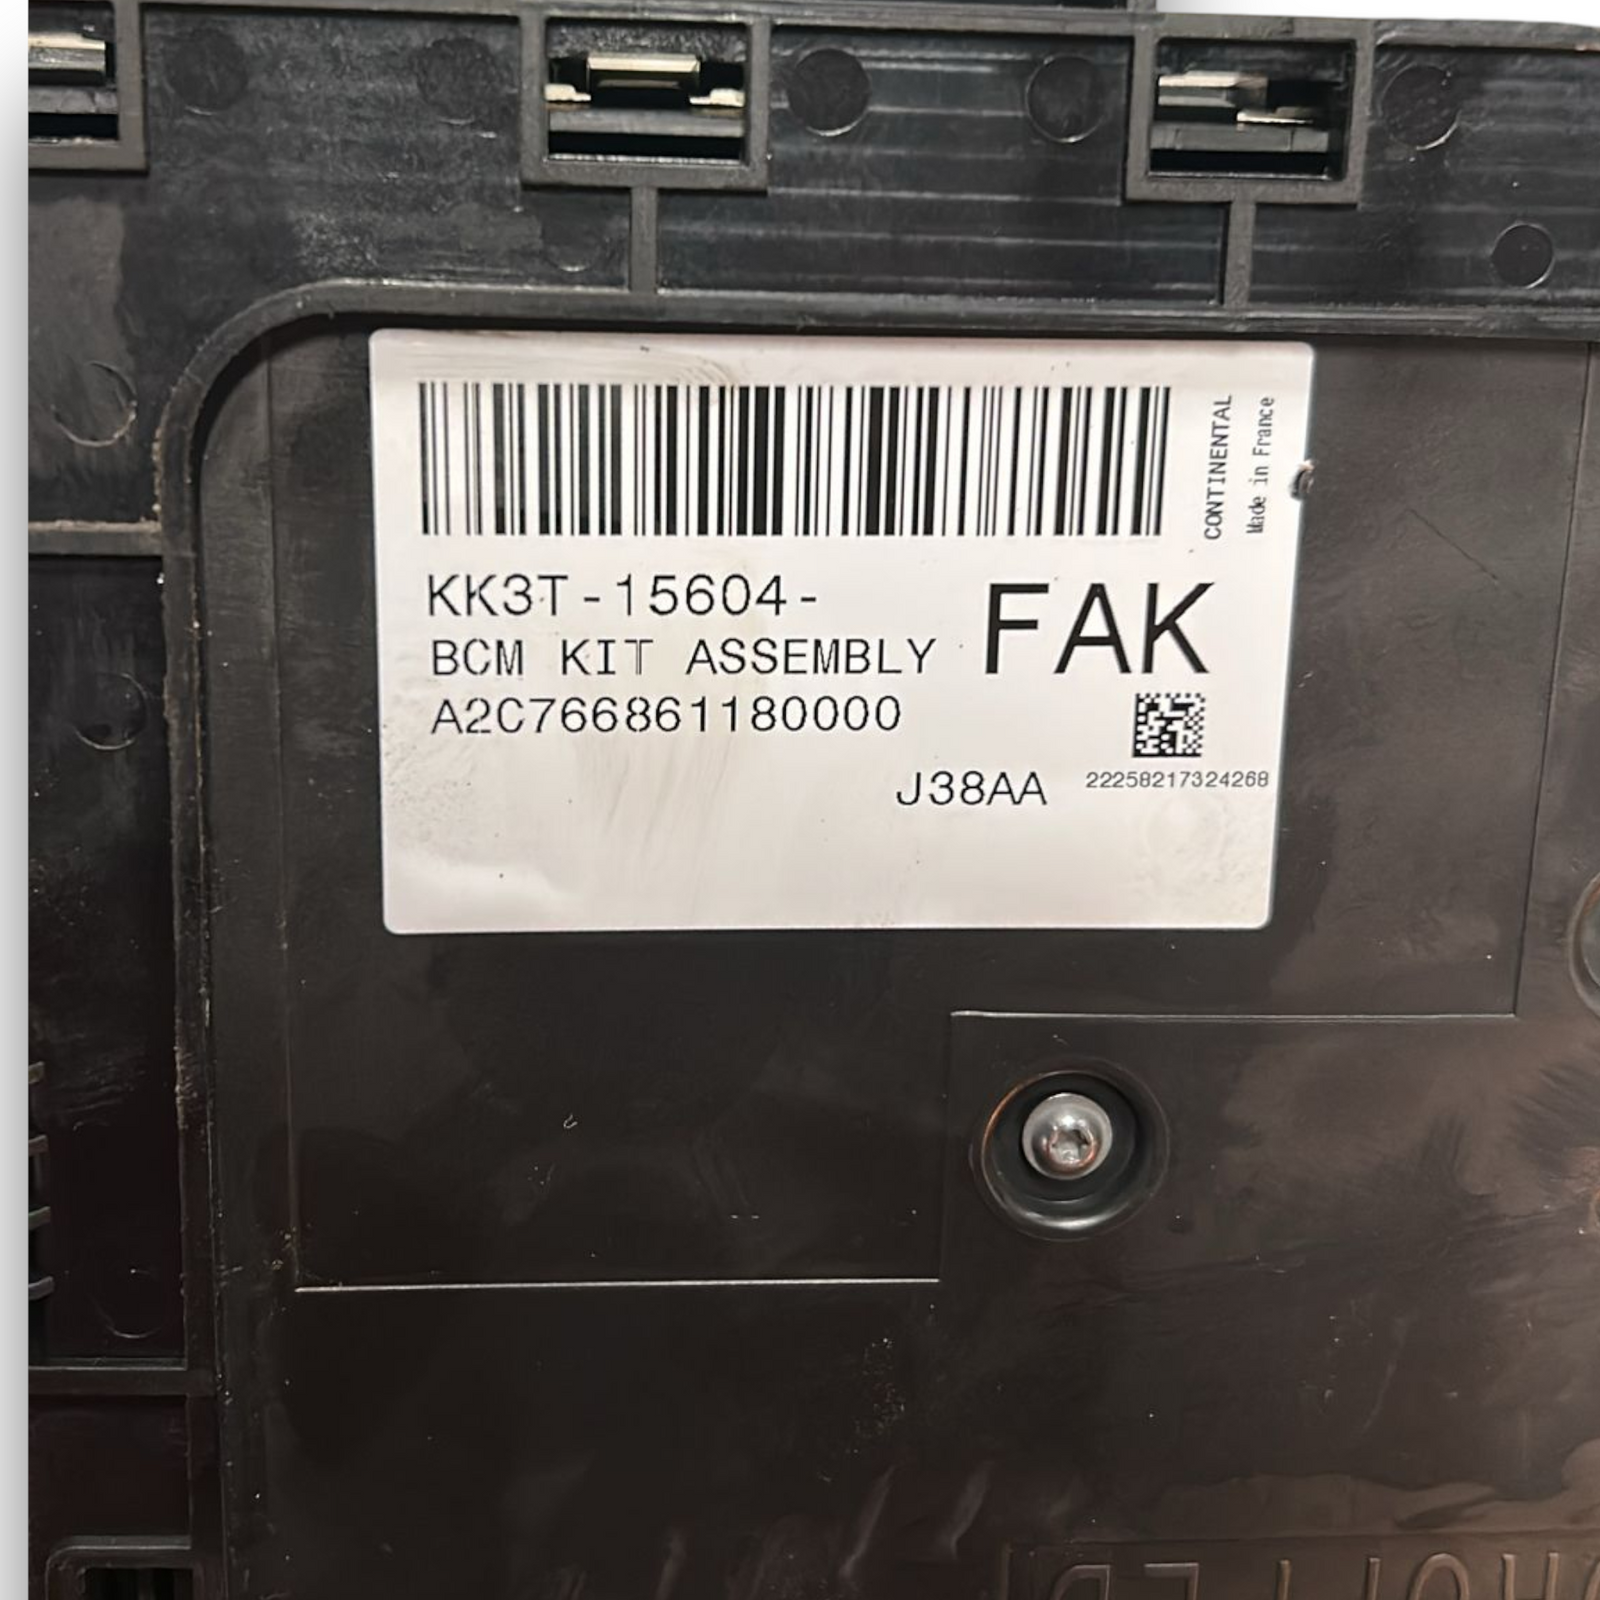 CONTINENTAL
Made in France
KK3T-15604-
FAK
BCM KIT ASSEMBLY
A2C766861180000
J38AA
22258217324268